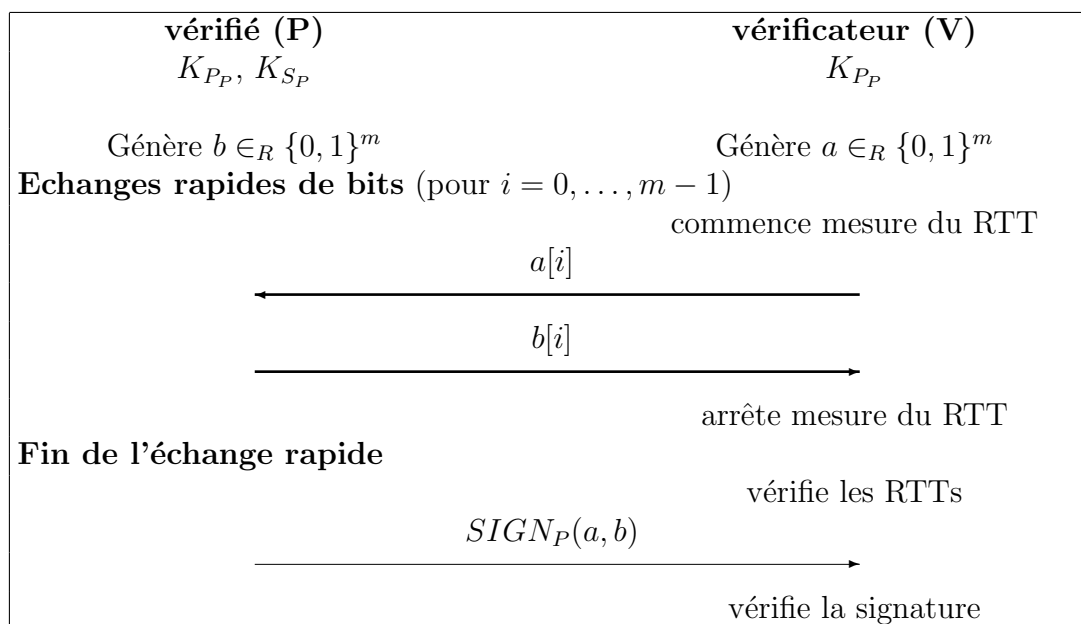 vérifié (P) vérificateur (V)
K_{P_P}, K_{S_P} K_{P_P}
Génère b ∈_R {0, 1}^m Génère a ∈_R {0, 1}^m
Echanges rapides de bits (pour i = 0, . . . , m − 1)
commence mesure du RTT
a[i]
b[i]
arrête mesure du RTT
Fin de l'échange rapide
vérifie les RTTs
SIGN_P(a, b)
vérifie la signature